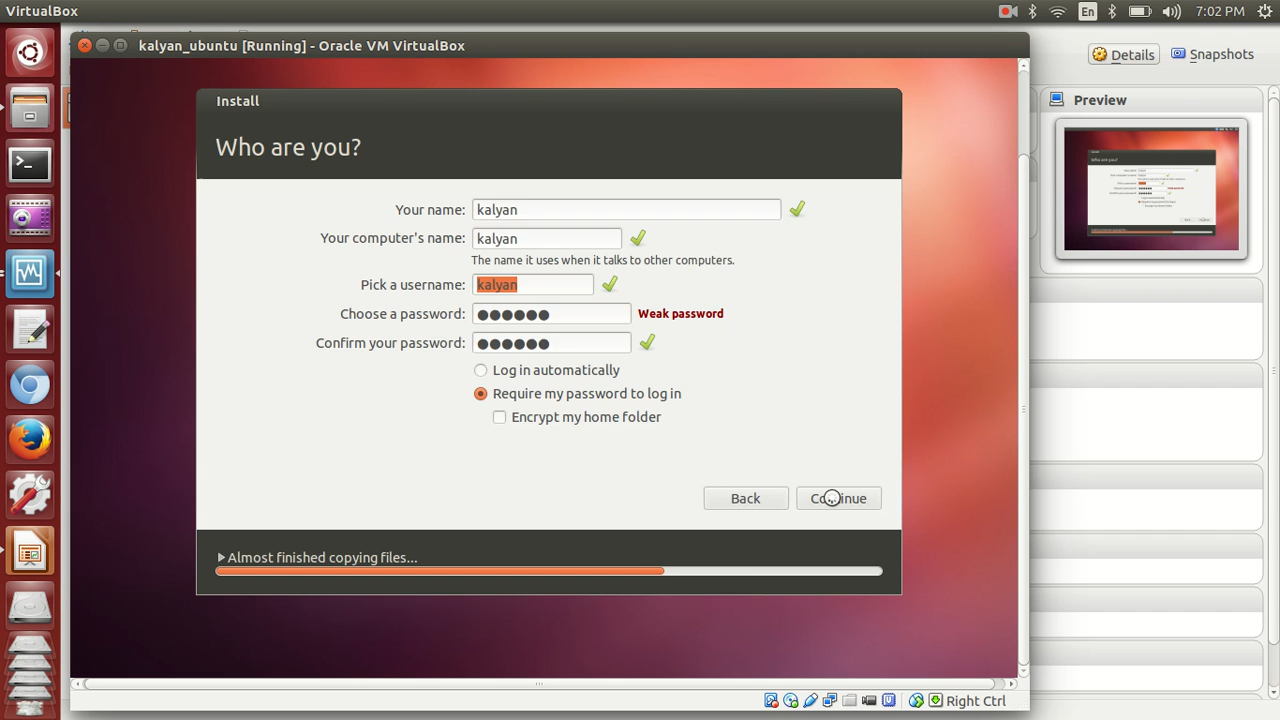 VirtualBox
En
7:02 PM
kalyan_ubuntu [Running] - Oracle VM VirtualBox
Details
Snapshots
Preview
Install
Who are you?
Your name: kalyan
Your computer's name: kalyan
The name it uses when it talks to other computers.
Pick a username: kalyan
Choose a password: ●●●●●● Weak password
Confirm your password: ●●●●●●
Log in automatically
Require my password to log in
Encrypt my home folder
Back
Continue
Almost finished copying files...
Right Ctrl